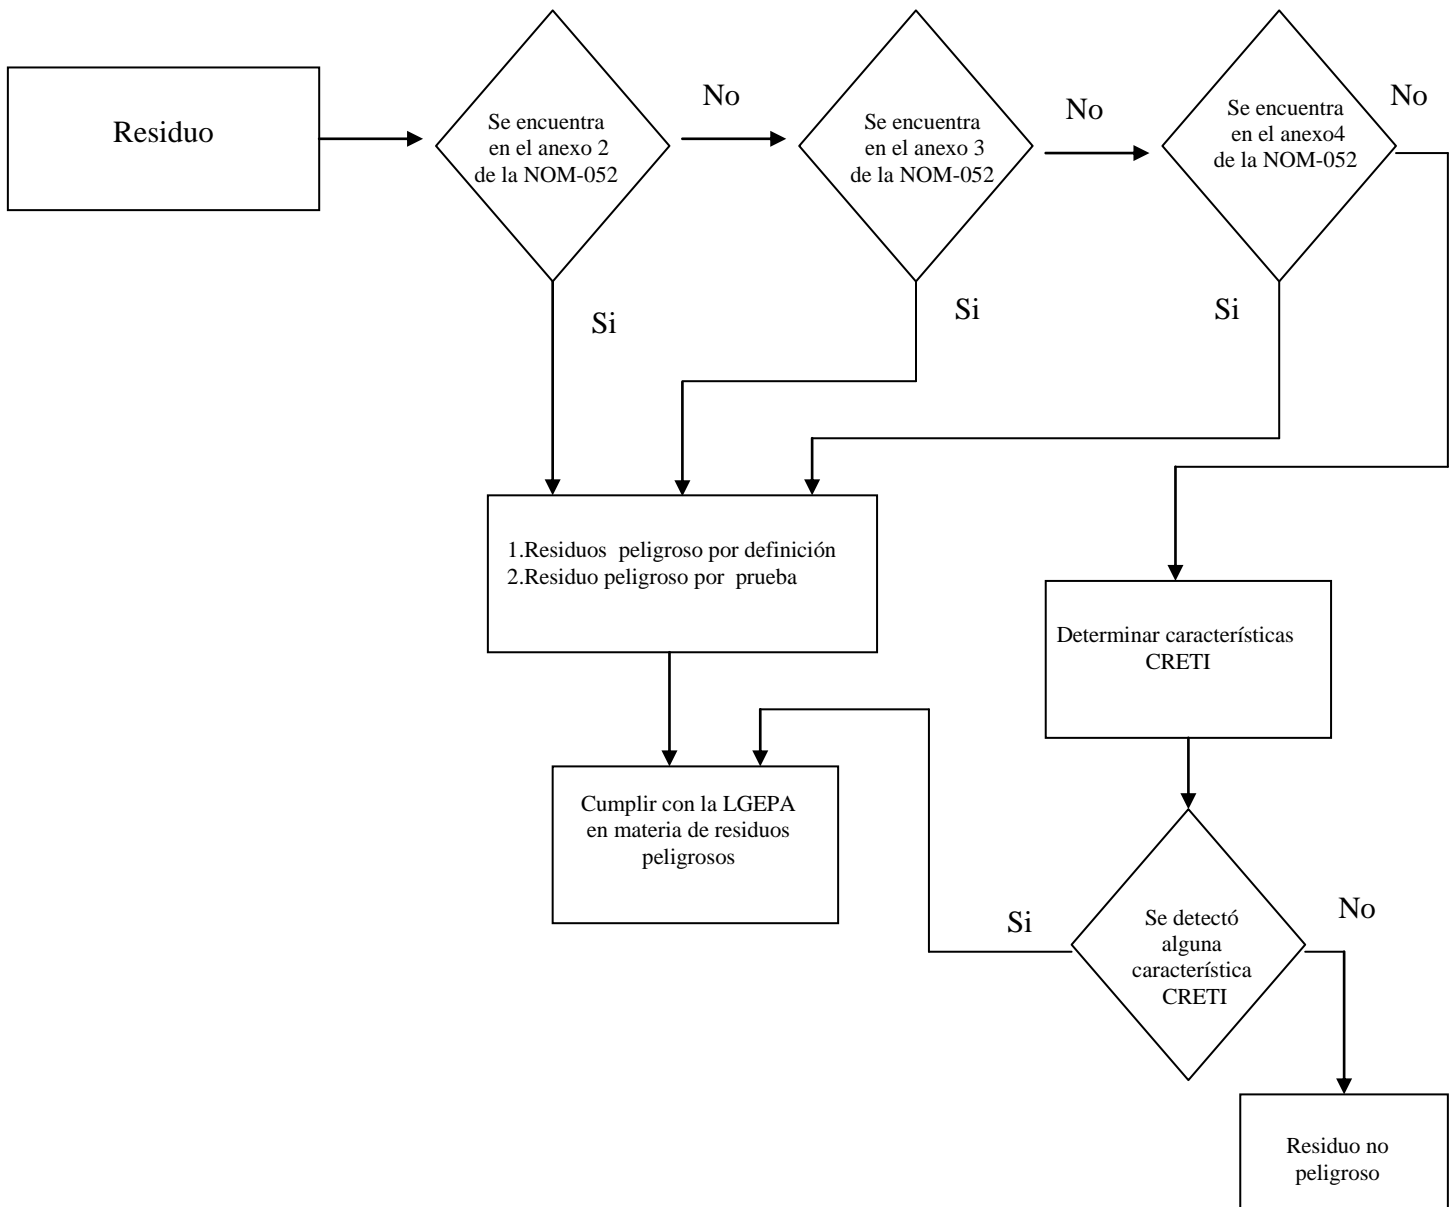 Residuo
Se encuentra
en el anexo 2
de la NOM-052
No
Se encuentra
en el anexo 3
de la NOM-052
No
Se encuentra
en el anexo4
de la NOM-052
No
Si
Si
Si
1.Residuos peligroso por definición
2.Residuo peligroso por prueba
Determinar características
CRETI
Cumplir con la LGEPA
en materia de residuos
peligrosos
Si
Se detectó
alguna
característica
CRETI
No
Residuo no
peligroso